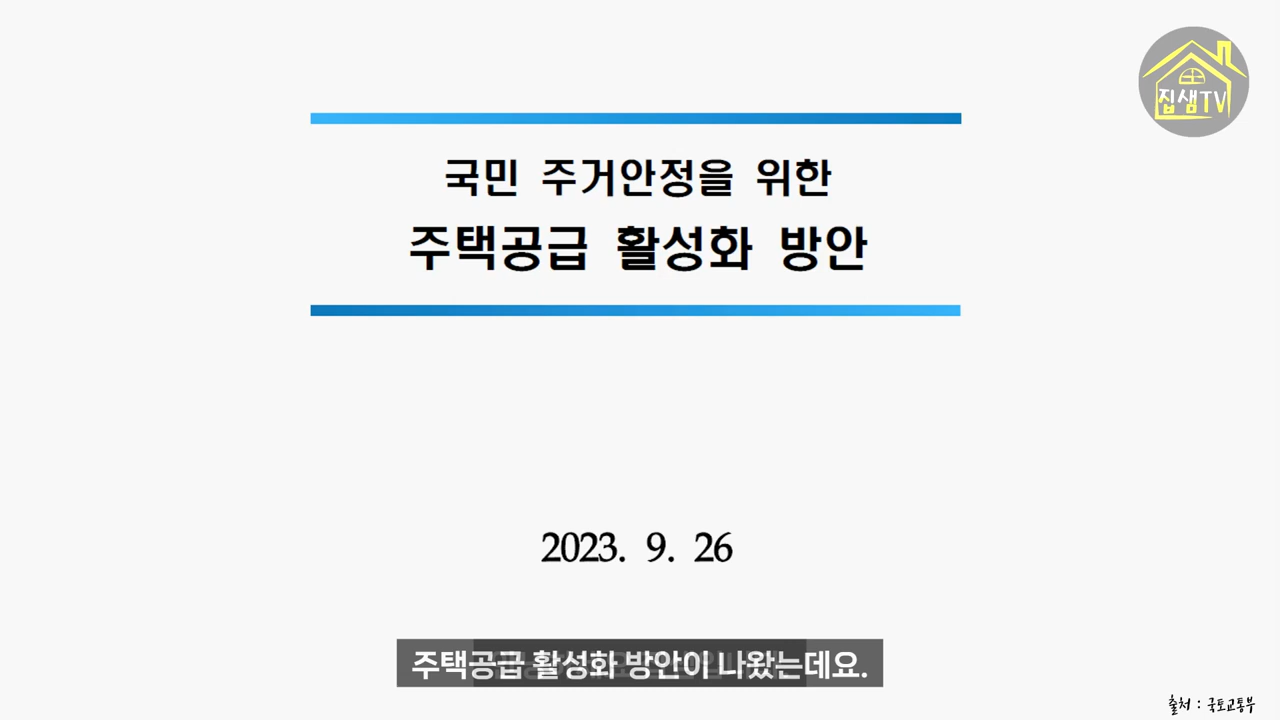 집샘TV
국민 주거안정을 위한
주택공급 활성화 방안
2023. 9. 26
주택공급 활성화 방안이 나왔는데요.
출처 : 국토교통부